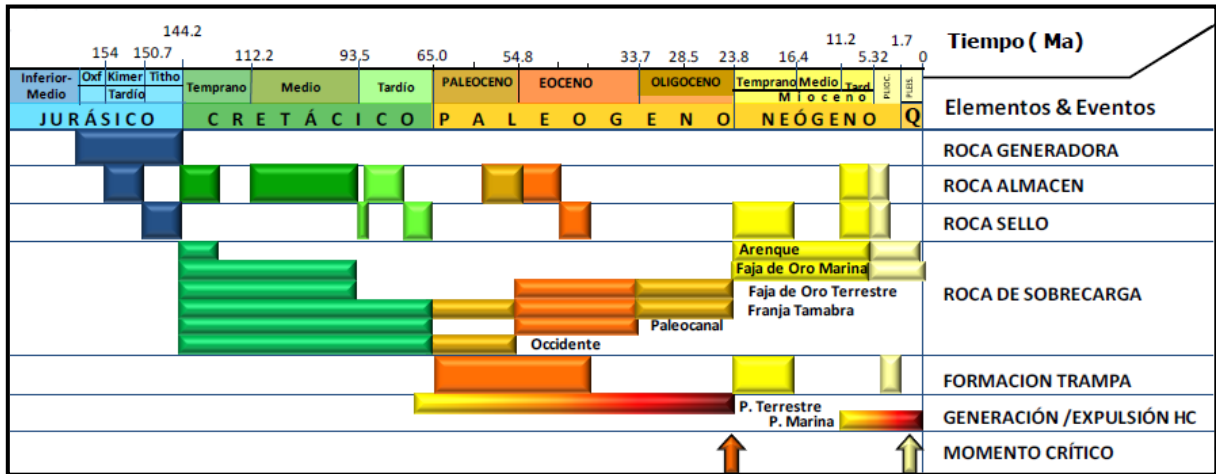 144.2
11.2
1.7
154 150.7
112.2
93.5
65.0
54.8
33.7
28.5
23.8
16.4
5.32
0
Tiempo ( Ma)
Inferior-
Medio
Oxf
Kimer
Titho
Tardío
Temprano
Medio
Tardío
PALEOCENO
EOCENO
OLIGOCENO
Temprano
Medio
Tard
Mioceno
PLIOC.
PLEIS.
JURÁSICO
CRETÁCICO
PALEOGENO
NEÓGENO
Q
Elementos & Eventos
ROCA GENERADORA
ROCA ALMACEN
ROCA SELLO
Arenque
Faja de Oro Marina
Faja de Oro Terrestre
ROCA DE SOBRECARGA
Franja Tamabra
Paleocanal
Occidente
FORMACION TRAMPA
P. Terrestre
P. Marina
GENERACIÓN /EXPULSIÓN HC
MOMENTO CRÍTICO